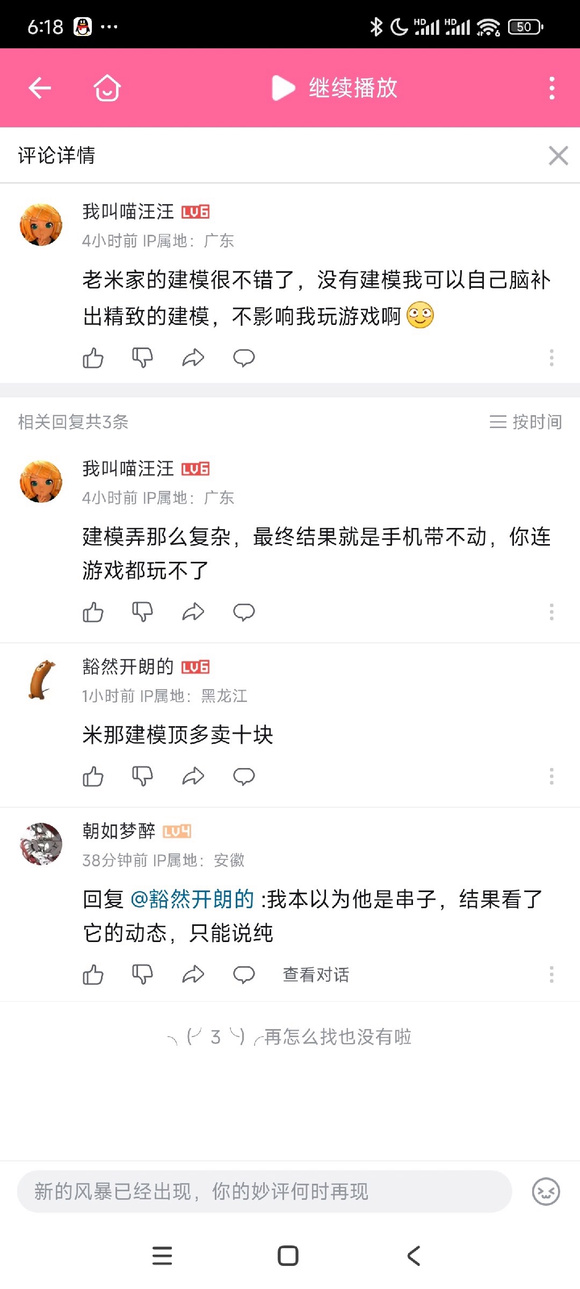 6:18
HD HD 50
继续播放
评论详情
我叫喵汪汪 LV6
4小时前 IP属地：广东
老米家的建模很不错了，没有建模我可以自己脑补
出精致的建模，不影响我玩游戏啊
相关回复共3条 按时间
我叫喵汪汪 LV6
4小时前 IP属地：广东
建模弄那么复杂，最终结果就是手机带不动，你连
游戏都玩不了
豁然开朗的 LV6
1小时前 IP属地：黑龙江
米那建模顶多卖十块
朝如梦醉 LV4
38分钟前 IP属地：安徽
回复 @豁然开朗的 :我本以为他是串子，结果看了
它的动态，只能说纯
查看对话
╮(╯３╰)╭再怎么找也没有啦
新的风暴已经出现，你的妙评何时再现